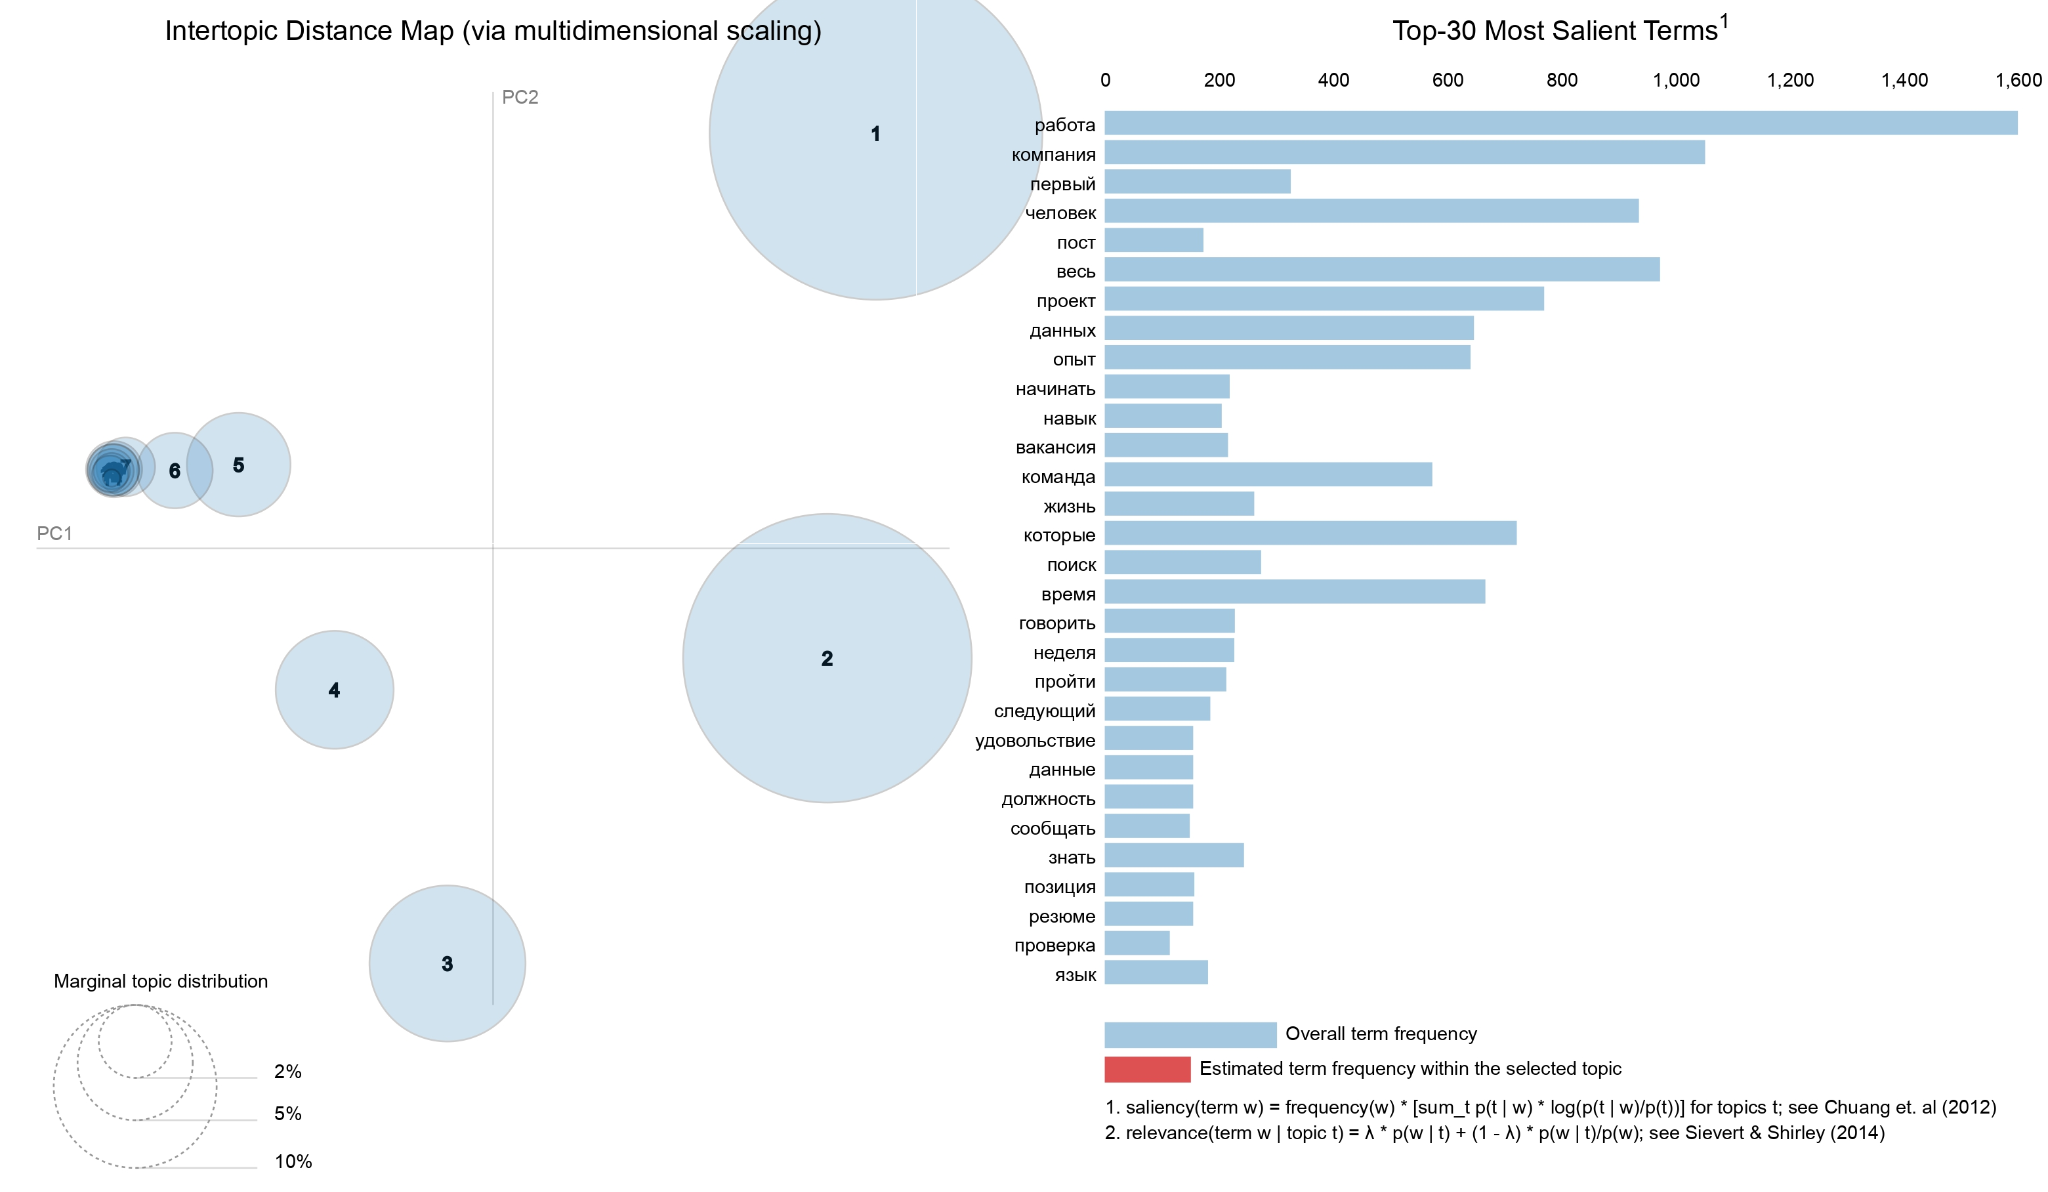 Intertopic Distance Map (via multidimensional scaling)
PC2
PC1
1
2
3
4
5
6
7
Marginal topic distribution
2%
5%
10%
Top-30 Most Salient Terms1
0 200 400 600 800 1,000 1,200 1,400 1,600
работа
компания
первый
человек
пост
весь
проект
данных
опыт
начинать
навык
вакансия
команда
жизнь
которые
поиск
время
говорить
неделя
пройти
следующий
удовольствие
данные
должность
сообщать
знать
позиция
резюме
проверка
язык
Overall term frequency
Estimated term frequency within the selected topic
1. saliency(term w) = frequency(w) * [sum_t p(t | w) * log(p(t | w)/p(t))] for topics t; see Chuang et. al (2012)
2. relevance(term w | topic t) = λ * p(w | t) + (1 - λ) * p(w | t)/p(w); see Sievert & Shirley (2014)